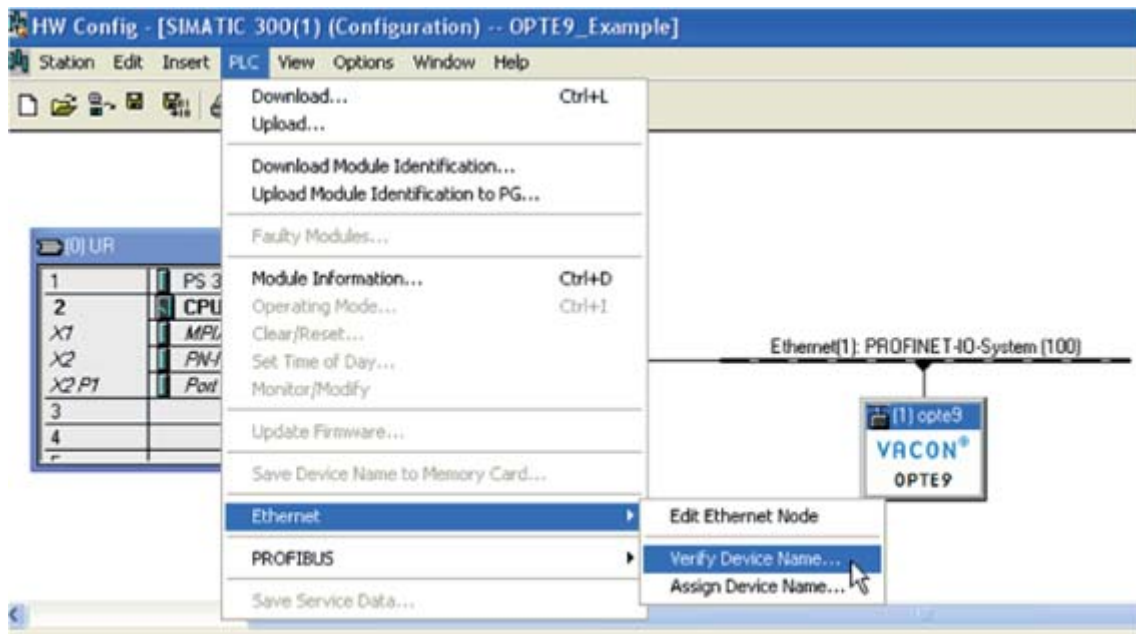 HW Config - [SIMATIC 300(1) (Configuration) -- OPTE9_Example]
Station Edit Insert PLC View Options Window Help
Download... Ctrl+L
Upload...
Download Module Identification...
Upload Module Identification to PG...
Faulty Modules...
Module Information... Ctrl+D
Operating Mode... Ctrl+I
Clear/Reset...
Set Time of Day...
Monitor/Modify
Update Firmware...
Save Device Name to Memory Card...
Ethernet
PROFIBUS
Save Service Data...
Edit Ethernet Node
Verify Device Name...
Assign Device Name...
(0) UR
1 PS 3
2 CPU
X1 MPI/
X2 PN-I
X2 P1 Port
3
4
Ethernet(1): PROFINET-IO-System (100)
(1) opte9
VACON®
OPTE9